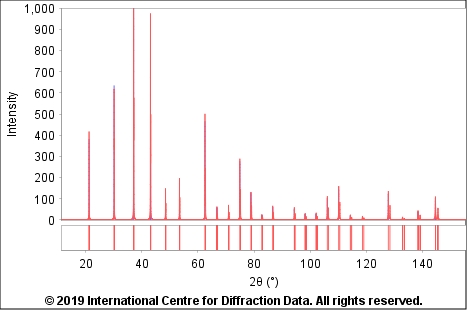 1,000
900
800
700
600
500
400
300
200
100
0
Intensity
20 40 60 80 100 120 140
2θ (°)
© 2019 International Centre for Diffraction Data. All rights reserved.